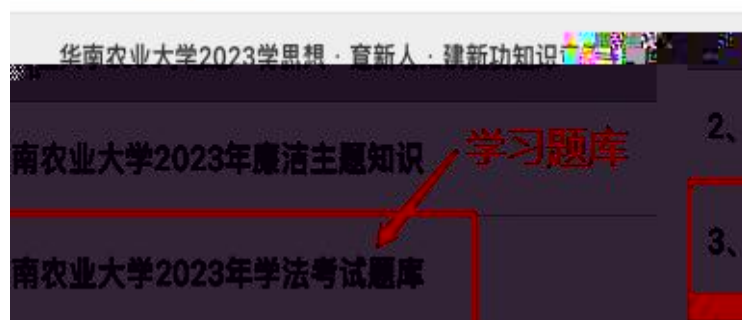 华南农业大学2023学思想·育新人·建新功知识
南农业大学2023年廉洁主题知识
学习题库
南农业大学2023年学法考试题库
2、
3、